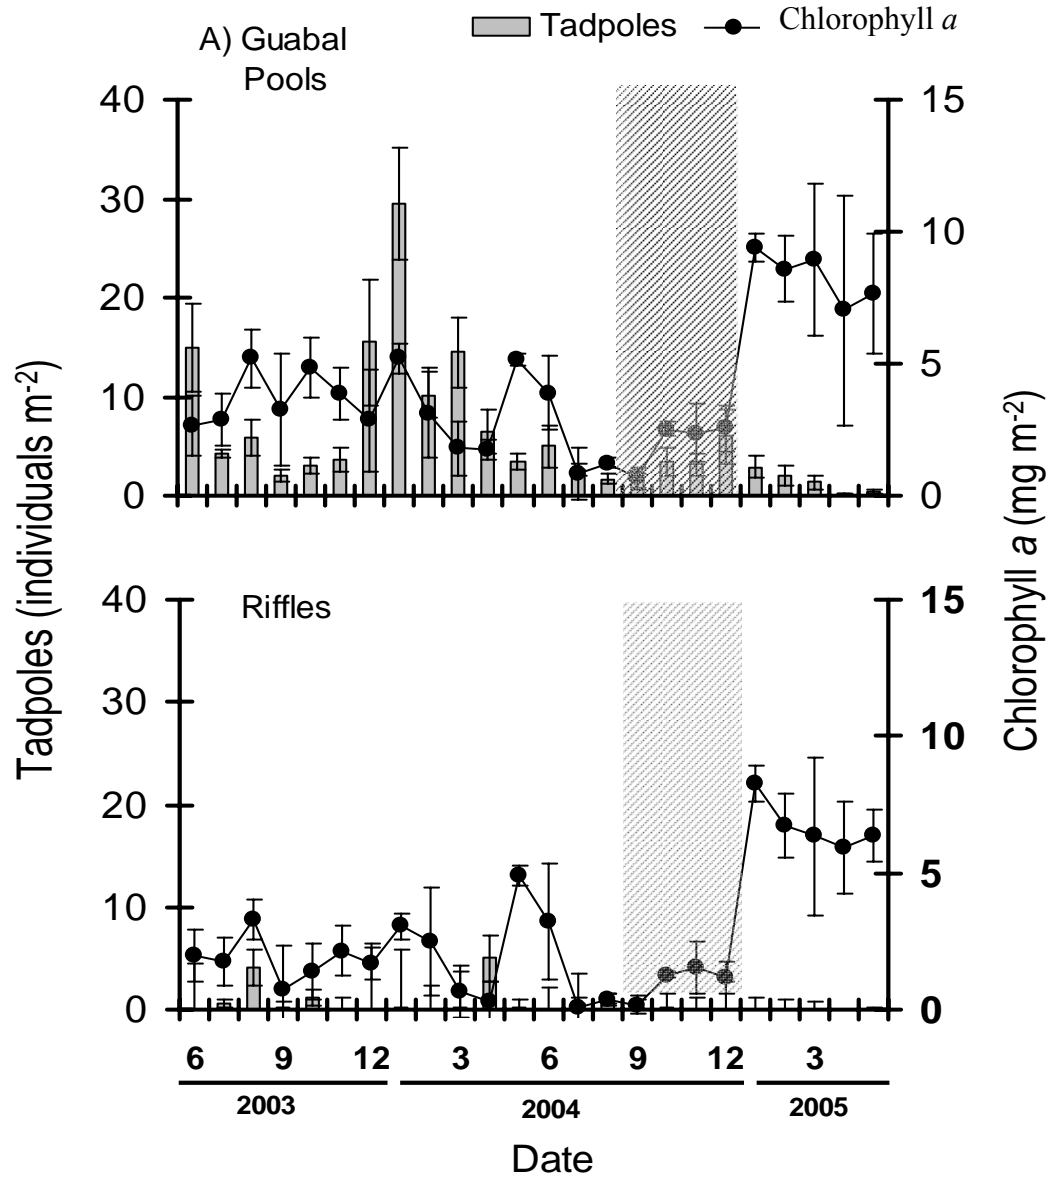 A) Guabal
Pools
Tadpoles
Chlorophyll a
40
30
20
10
0
15
10
5
0
Riffles
40
30
20
10
0
15
10
5
0
Tadpoles (individuals m-2)
Chlorophyll a (mg m-2)
6 9 12 3 6 9 12 3
2003 2004 2005
Date